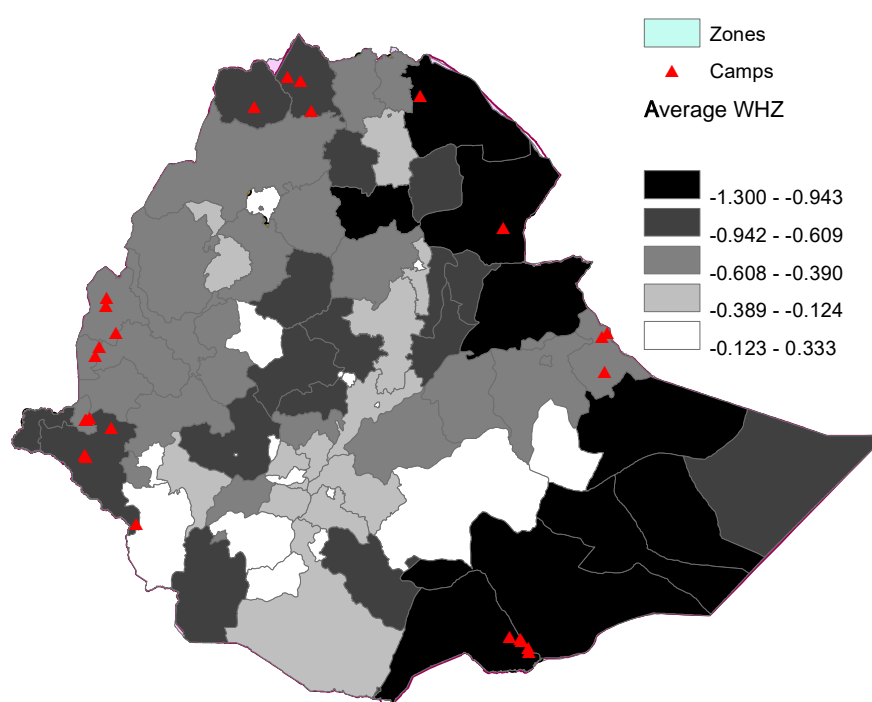 Zones
Camps
Average WHZ
-1.300 - -0.943
-0.942 - -0.609
-0.608 - -0.390
-0.389 - -0.124
-0.123 - 0.333